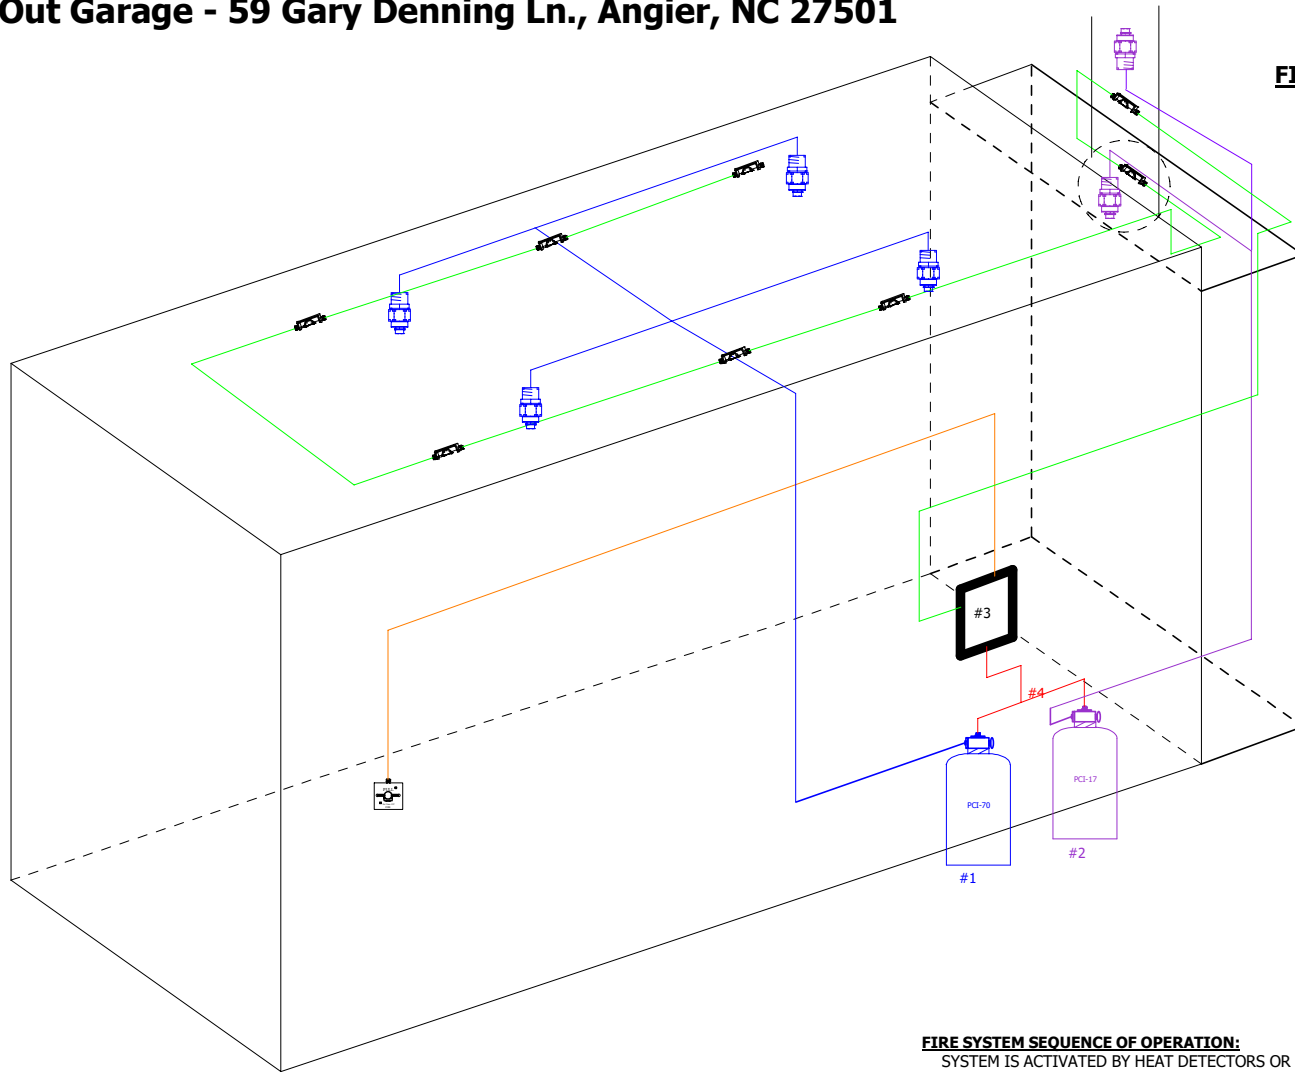 Out Garage - 59 Gary Denning Ln., Angier, NC 27501
FI
#3
#4
PCI-17
PCI-70
#2
#1
FIRE SYSTEM SEQUENCE OF OPERATION:
SYSTEM IS ACTIVATED BY HEAT DETECTORS OR